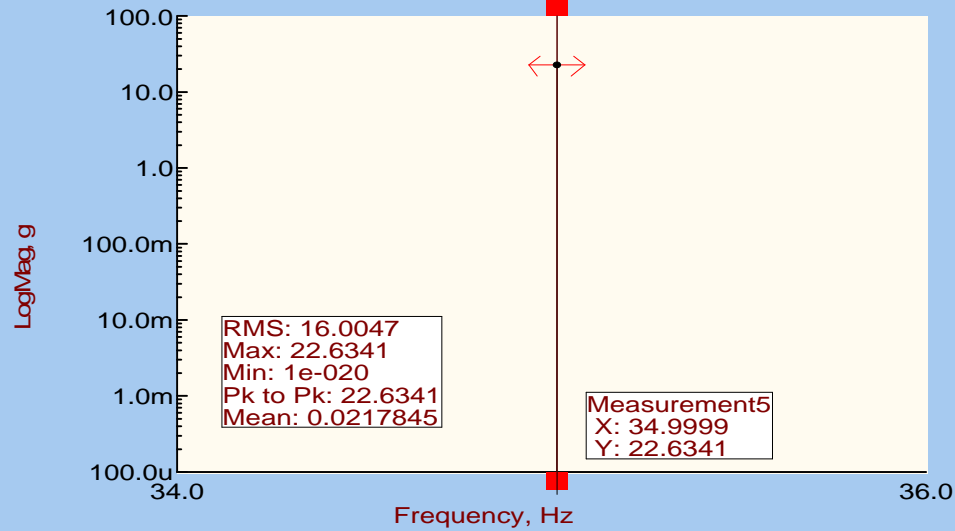 100.0
10.0
1.0
100.0m
10.0m
1.0m
100.0u
LogMag, g
RMS: 16.0047
Max: 22.6341
Min: 1e-020
Pk to Pk: 22.6341
Mean: 0.0217845
Measurement5
X: 34.9999
Y: 22.6341
34.0
36.0
Frequency, Hz